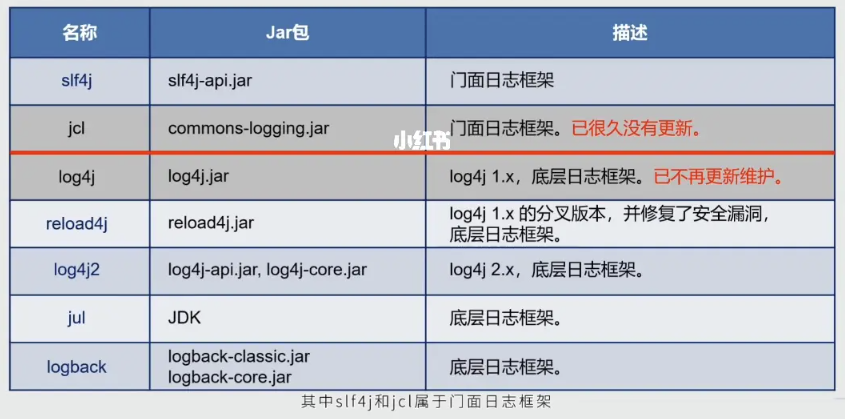 名称 Jar包 描述
slf4j slf4j-api.jar 门面日志框架
jcl commons-logging.jar 门面日志框架。已很久没有更新。
小红书
log4j log4j.jar log4j 1.x，底层日志框架。已不再更新维护。
reload4j reload4j.jar log4j 1.x 的分叉版本，并修复了安全漏洞，
底层日志框架。
log4j2 log4j-api.jar, log4j-core.jar log4j 2.x，底层日志框架。
jul JDK 底层日志框架。
logback logback-classic.jar
logback-core.jar 底层日志框架。
其中slf4j和jcl属于门面日志框架